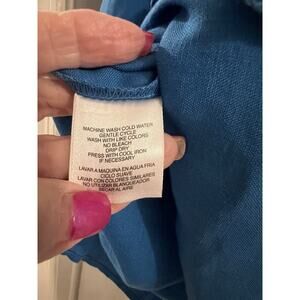 MACHINE WASH COLD WATER
GENTLE CYCLE
WASH WITH LIKE COLORS
NO BLEACH
DRIP DRY
PRESS WITH COOL IRON
IF NECESSARY
LAVAR A MAQUINA EN AGUA FRIA
CICLO SUAVE
LAVAR CON COLORES SIMILARES
NO UTILIZAR BLANQUEADOR
SECAR AL AIRE